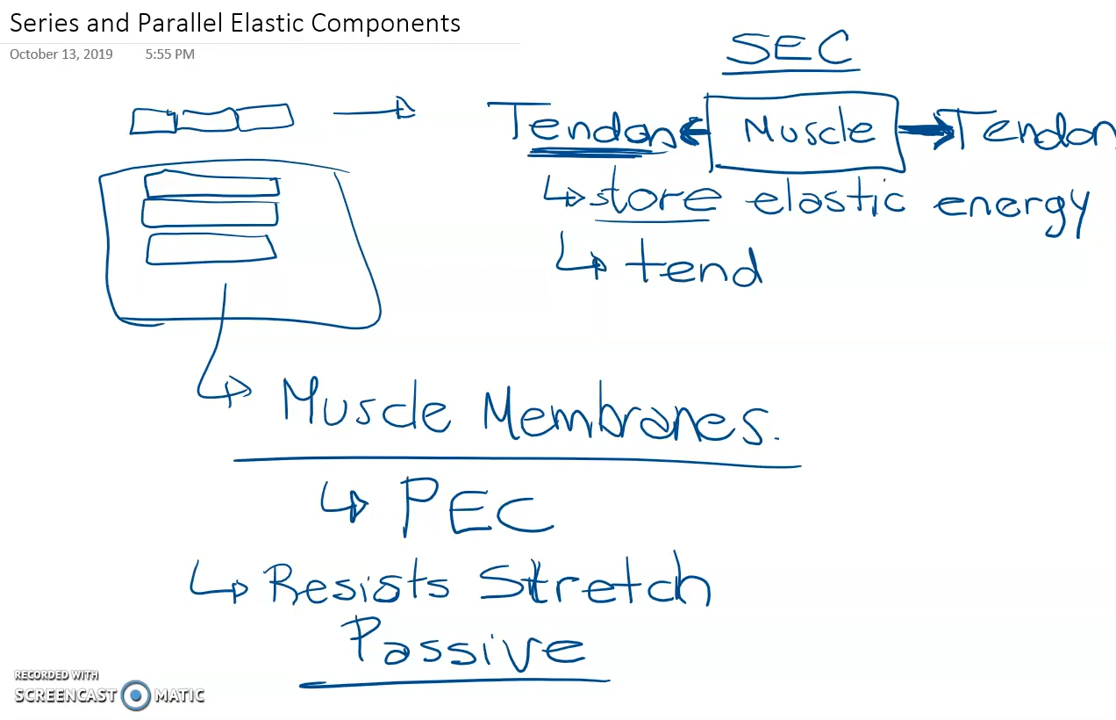 Series and Parallel Elastic Components
October 13, 2019 5:55 PM
SEC
Tendon Muscle Tendon
store elastic energy
tend
Muscle Membranes.
PEC
Resists Stretch
Passive
RECORDED WITH
SCREENCAST MATIC